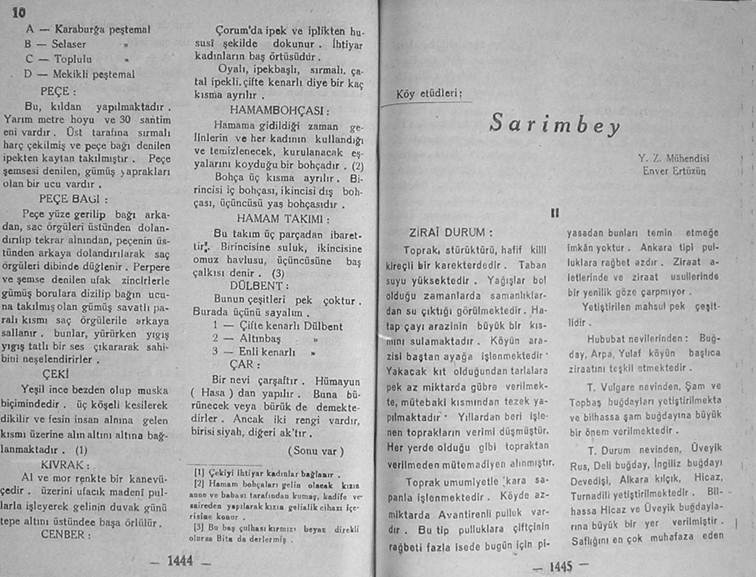 10
A — Karaburğa peştemal
B — Selaser "
C — Toplulu "
D — Mekikli peştemal
PEÇE :
Bu, kıldan yapılmaktadır .
Yarım metre hoyu ve 30 santim
eni vardır . Üst tarafına sırmalı
harç çekilmiş ve peçe bağı denilen
ipekten kaytan takılmıştır . Peçe
şemsesi denilen, gümüş yaprakları
olan bir ucu vardır .
PEÇE BAĞI :
Peçe yüze gerilip bağı arka-
dan, sac örgüleri üstünden dolan-
dırılıp tekrar alnından, peçenin üs-
tünden arkaya dolandırılarak saç
örgüleri dibinde düğlenir . Perpere
ve şemse denilen ufak zincirlerle
gümüş borulara dizilip bağın ucu-
na takılmış olan gümüş savatlı pa-
ralı kısmı saç örgülerile arkaya
sallanır . bunlar, yürürken yıgış
yıgış tatlı bir ses çıkararak sahi-
bini neşelendirirler .
ÇEKİ
Yeşil ince bezden olup muska
biçimindedir . üç köşeli kesilerek
dikilir ve fesin insan alnına gelen
kısmı üzerine alın altını altına bağ-
lanmaktadır . (1)
KIVRAK :
Al ve mor renkte bir kanevü-
çedir . üzerini ufacık madenî pul-
larla işleyerek gelinin duvak günü
tepe altını üstündee başa örlülür .
CENBER :
Çorum'da ipek ve iplikten hu-
susî şekilde dokunur . İhtiyar
kadınların baş örtüsüdür .
Oyalı, ipekbaşlı, sırmalı, ça-
tal ipekli, çifte kenarlı diye bir kaç
kısma ayrılır .
HAMAMBOHÇASI :
Hamama gidildiği zaman ge-
linlerin ve her kadının kullandığı
ve temizlenecek, kurulanacak eş-
yalarını koyduğu bir bohçadır . (2)
Bohça üç kısma ayrılır . Bi-
rincisi iç bohçası, ikincisi dış boh-
çası, üçüncüsü yaş bohçasıdır .
HAMAM TAKIMI :
Bu takım üç parçadan ibaret-
tir. Birincisine suluk, ikincisine
omuz havlusu, üçüncüsüne baş
çalkısı denir . (3)
DÜLBENT :
Bunun çeşitleri pek çoktur .
Burada üçünü sayalım .
1 — Çifte kenarlı Dülbent
2 — Altınbaş "
3 — Enli kenarlı "
ÇAR :
Bir nevi çarşaftır . Hümayun
( Hasa ) dan yapılır . Buna bü-
rünecek veya bürük de demekte-
dirler . Ancak iki rengi vardır,
birisi siyah, diğeri ak'tır .
(Sonu var )
[1] Çekiyi ihtiyar kadınlar bağlanır .
[2] Hamam bohçaları gelin olacak kızın
anne ve babası tarafından kumaş, kadife ve
saireden yapılarak kızın gelinlik cihazı içe-
risine konur .
[3] Bu baş çulhası kırmızı beyaz direkli
olursa Bita da derlermiş .
— 1444 —
Köy etüdleri :
Sarimbey
Y. Z. Mühendisi
Enver Ertüzün
II
ZİRAÎ DURUM :
Toprak, stürüktürü, hafif killi
kireçli bir karekterdedir . Taban
suyu yüksektedir . Yağışlar bol
olduğu zamanlarda samanlıklar-
dan su çıktığı görülmektedir . Ha-
tap çayı arazinin büyük bir kıs-
mını sulamaktadır . Köyün ara-
zisi baştan ayağa işlenmektedir .
Yakacak kıt olduğundan tarlalara
pek az miktarda gübre verilmek-
te, mütebaki kısmından tezek ya-
pılmaktadır . Yıllardan beri işle-
nen toprakların verimi düşmüştür.
Her yerde olduğu gibi topraktan
verilmeden mütemadiyen alınmıştır.
Toprak umumiyetle 'kara sa-
panla işlenmektedir . Köyde az-
miktarda Avantirenli pulluk var-
dır . Bu tip pulluklara çiftçinin
rağbeti fazla isede bugün için pi-
yasadan bunları temin etmeğe
imkân yoktur . Ankara tipi pul-
luklara rağbet azdır . Ziraat a-
letlerinde ve ziraat usullerinde
bir yenilik göze çarpmıyor .
Yetiştirilen mahsul pek çeşit-
lidir .
Hububat nevilerinden : Buğ-
day, Arpa, Yulaf köyün başlıca
ziraatini teşkil etmektedir .
T. Vulgare nevinden, Şam ve
Topbaş buğdayları yetiştirilmekta
ve bilhassa şam buğdayına büyük
bir önem verilmektedir .
T. Durum nevinden, Üveyik
Rus, Deli buğday, İngiliz buğdayı
Devedişi, Alkara kılçık, Hicaz,
Turnadili yetiştirilmektedir . Bil-
hassa Hicaz ve Üveyik buğdayla-
rına büyük bir yer verilmiştir .
Saflığını en çok muhafaza eden
— 1445 —